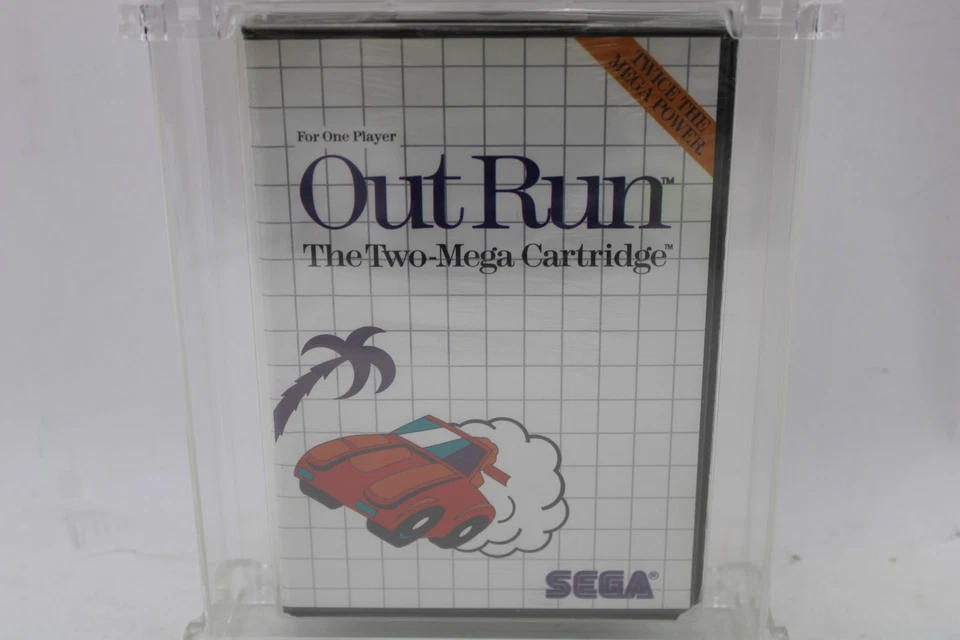 TWICE THE
MEGA POWER.
For One Player
Out Run™
The Two-Mega Cartridge™
SEGA®